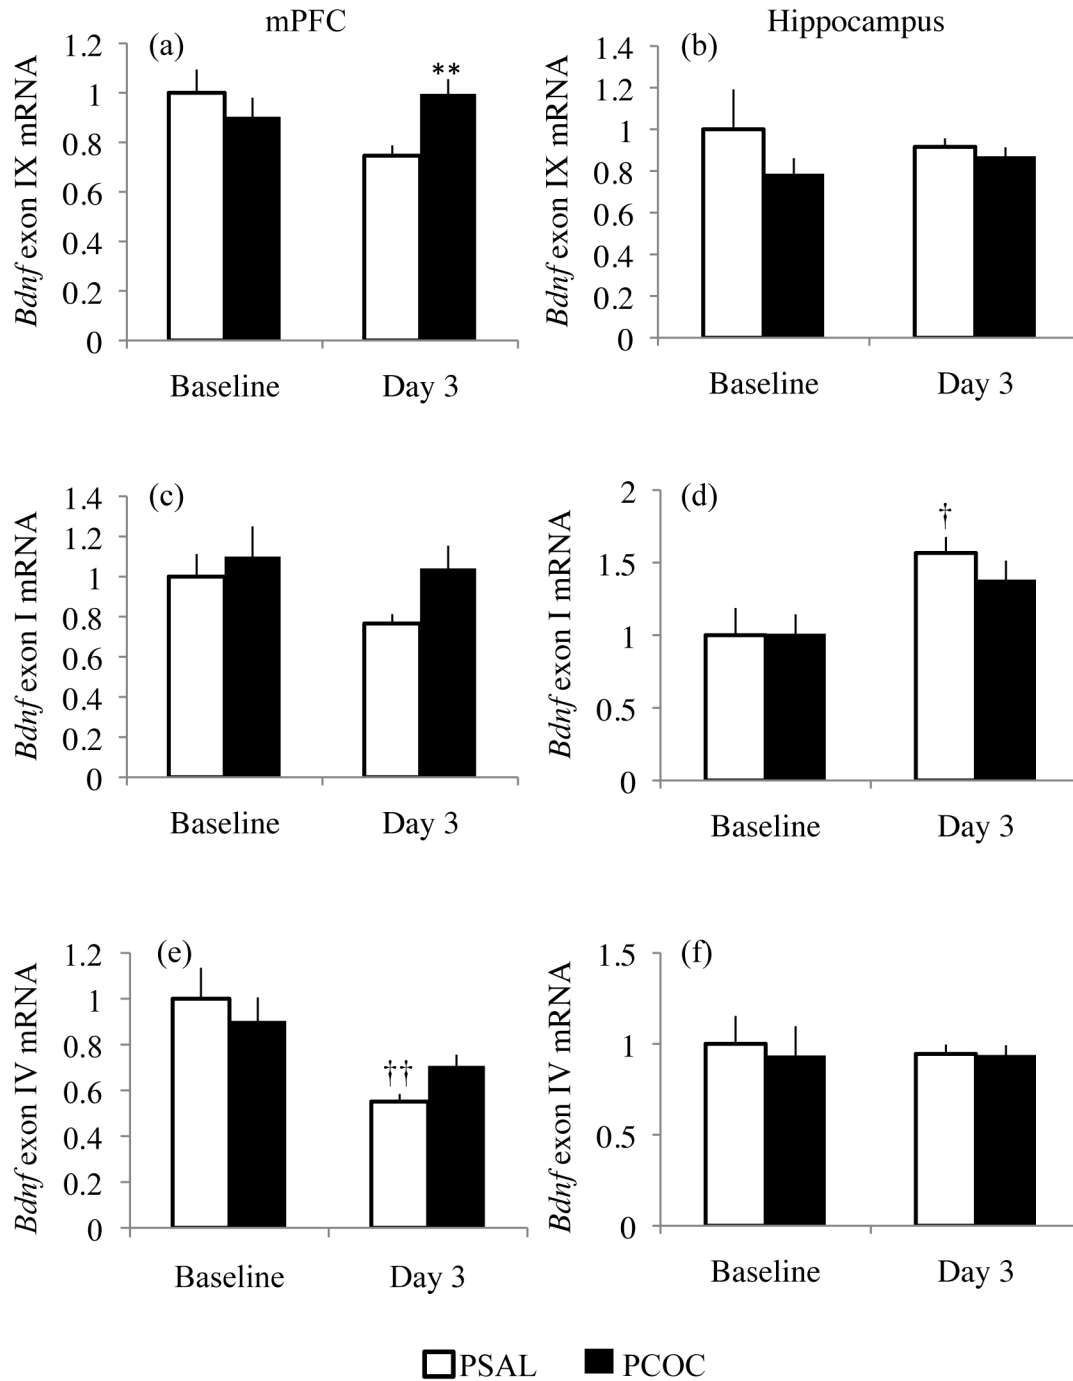 mPFC
Hippocampus
(a)
Bdnf exon IX mRNA
1.2
1
0.8
0.6
0.4
0.2
0
**
Baseline
Day 3
(b)
Bdnf exon IX mRNA
1.4
1.2
1
0.8
0.6
0.4
0.2
0
Baseline
Day 3
(c)
Bdnf exon I mRNA
1.4
1.2
1
0.8
0.6
0.4
0.2
0
Baseline
Day 3
(d)
Bdnf exon I mRNA
2
1.5
1
0.5
0
†
Baseline
Day 3
(e)
Bdnf exon IV mRNA
1.2
1
0.8
0.6
0.4
0.2
0
††
Baseline
Day 3
(f)
Bdnf exon IV mRNA
1.5
1
0.5
0
Baseline
Day 3
PSAL
PCOC